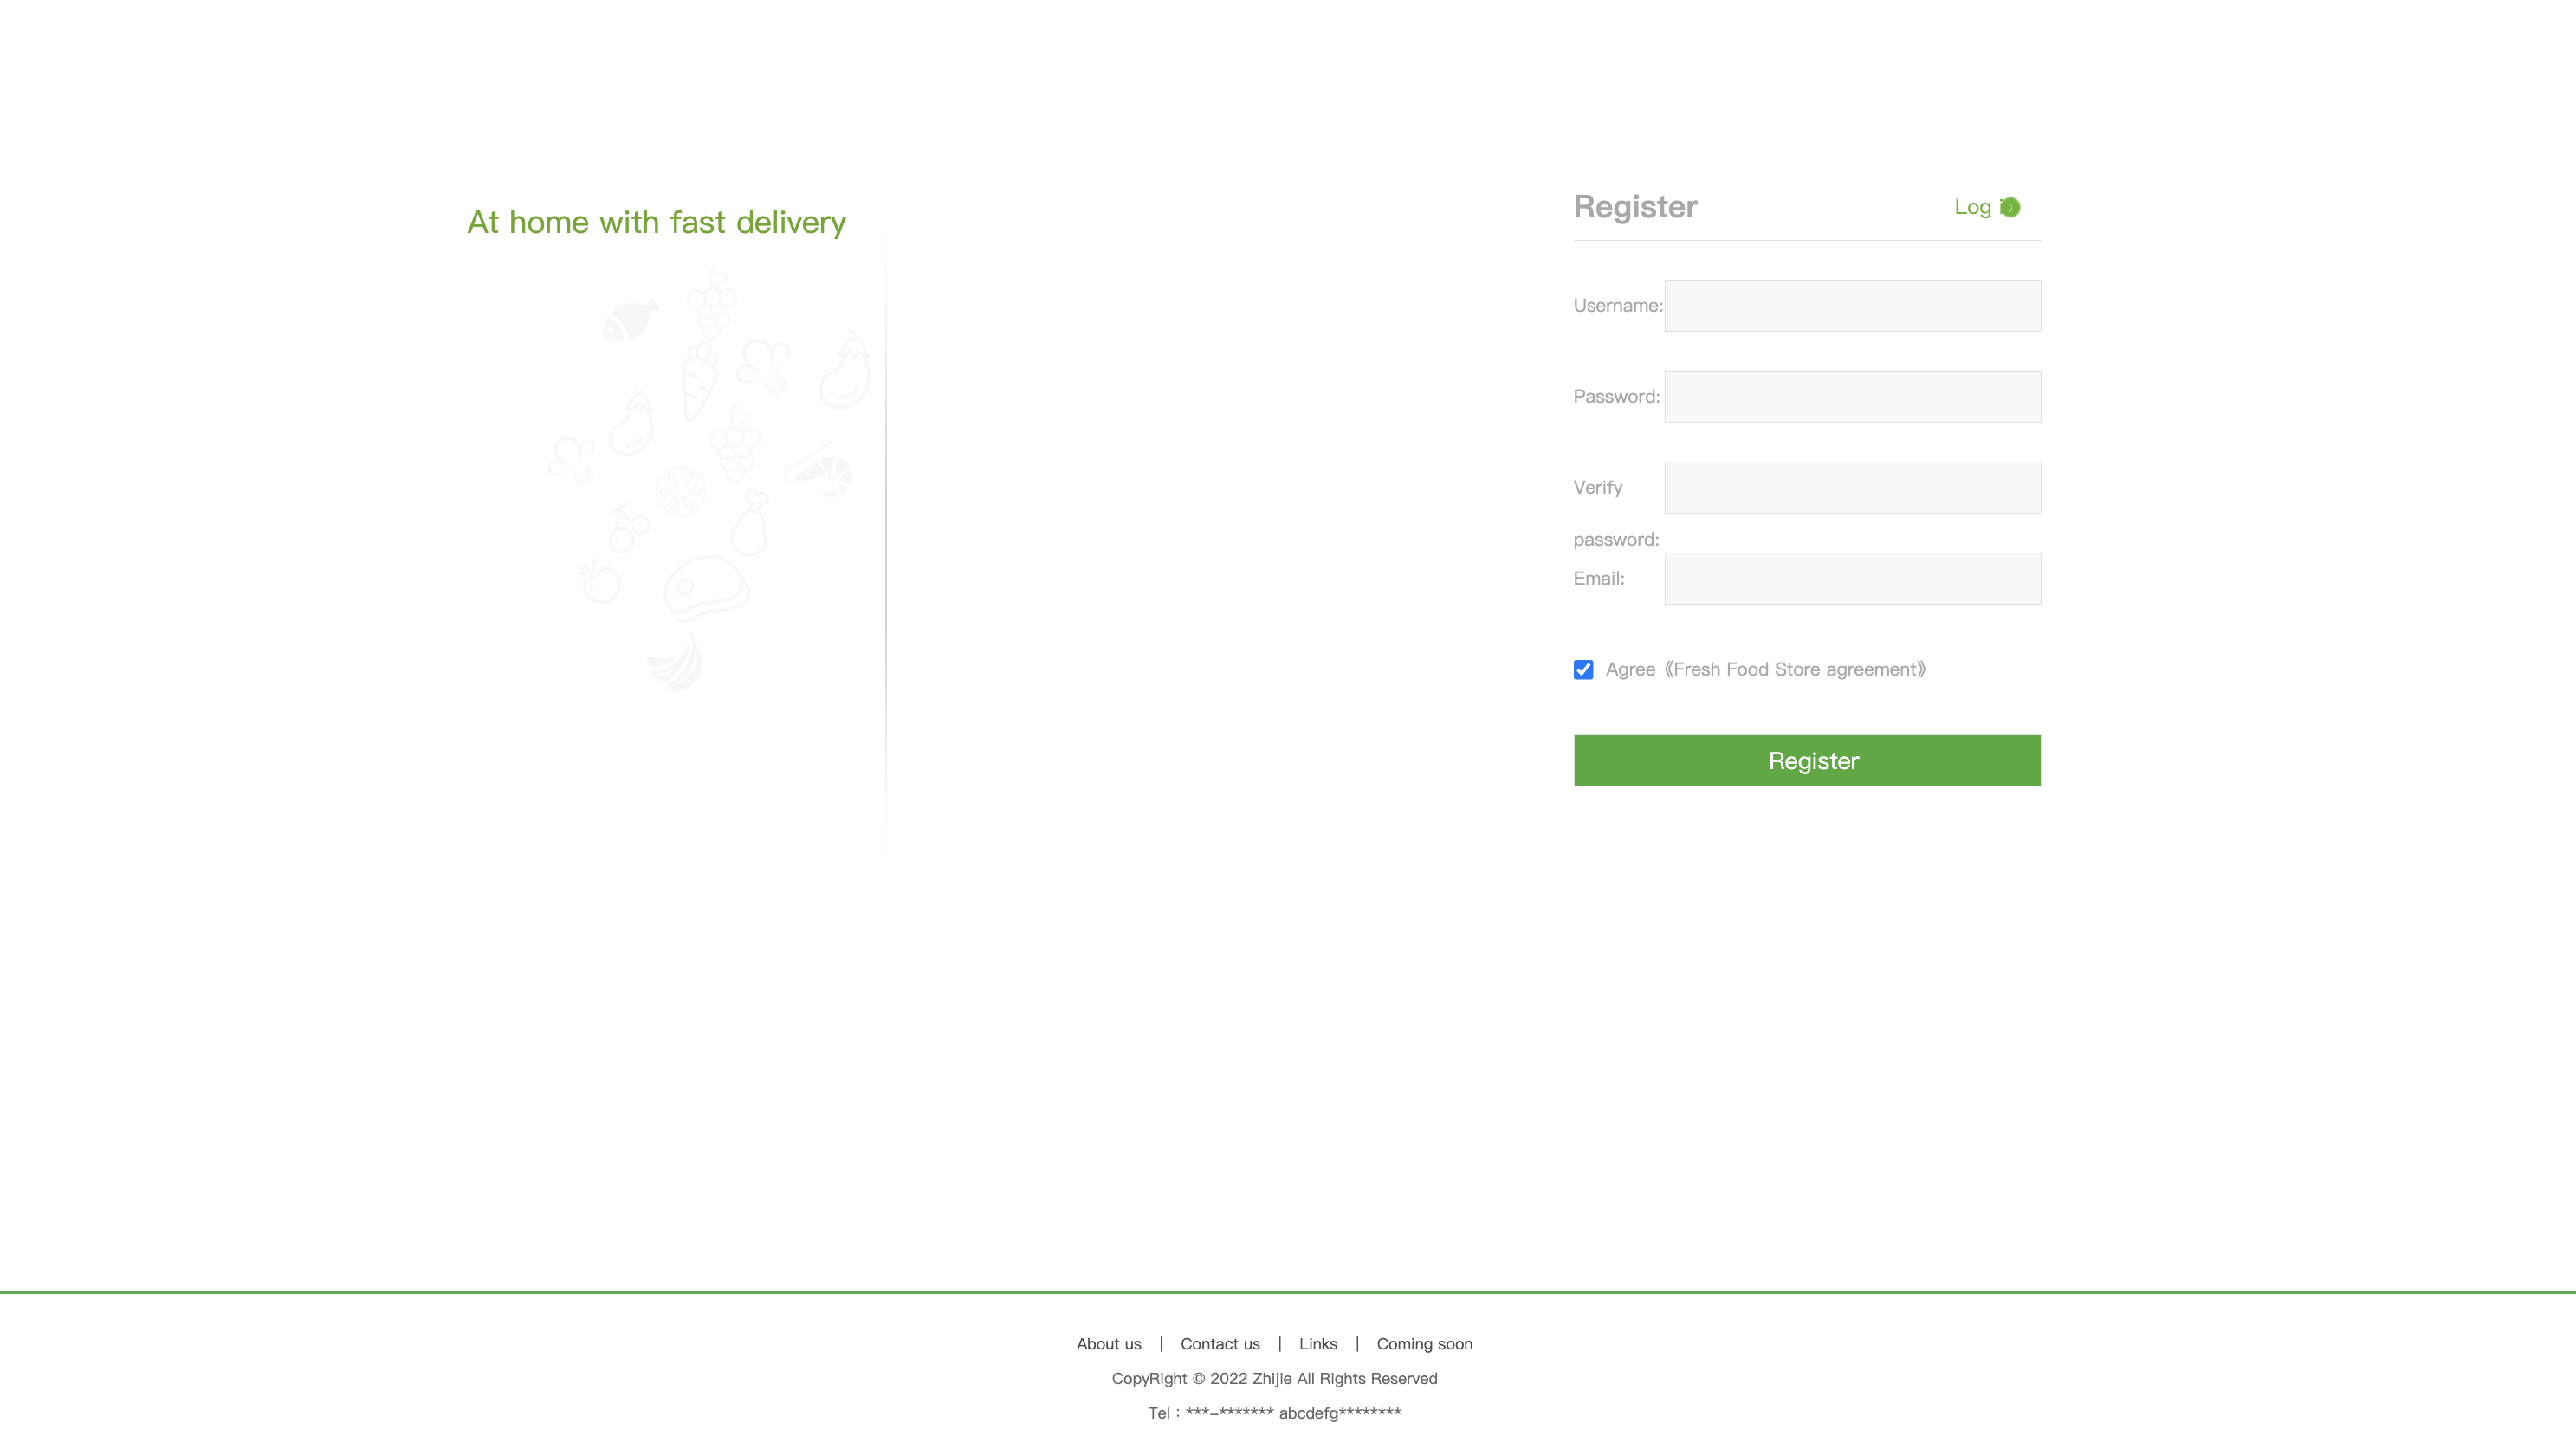 At home with fast delivery
Register
Log
Username:
Password:
Verify
password:
Email:
Agree《Fresh Food Store agreement》
Register
About us | Contact us | Links | Coming soon
CopyRight © 2022 Zhijie All Rights Reserved
Tel：***-******* abcdefg********